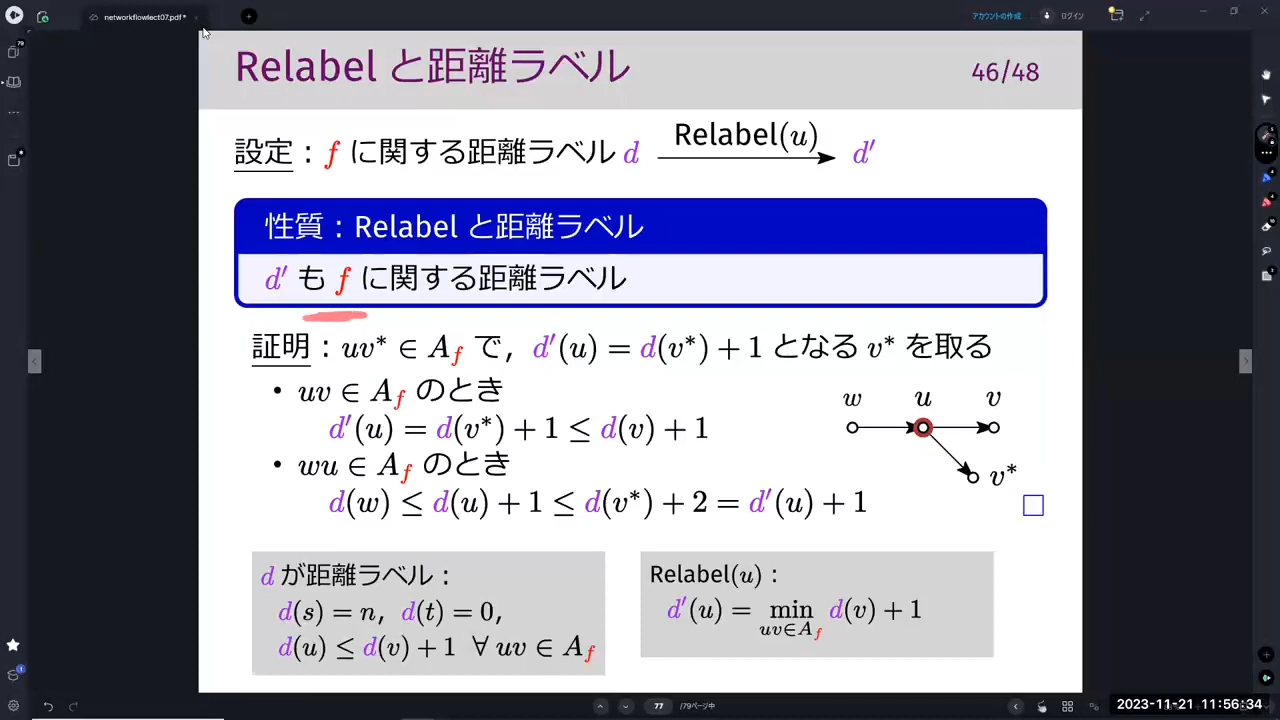 networkflowlect07.pdf*
アカウントの作成
ログイン
79
Relabel と距離ラベル
46/48
設定：f に関する距離ラベル d Relabel(u) d′
性質：Relabel と距離ラベル
d′ も f に関する距離ラベル
証明：uv* ∈ A_f で，d′(u) = d(v*) + 1 となる v* を取る
• uv ∈ A_f のとき
d′(u) = d(v*) + 1 ≤ d(v) + 1
• wu ∈ A_f のとき
d(w) ≤ d(u) + 1 ≤ d(v*) + 2 = d′(u) + 1
w u v
v*
d が距離ラベル：
d(s) = n, d(t) = 0,
d(u) ≤ d(v) + 1 ∀ uv ∈ A_f
Relabel(u)：
d′(u) = min_{uv∈A_f} d(v) + 1
77 /79ページ中
2023-11-21 11:56:34